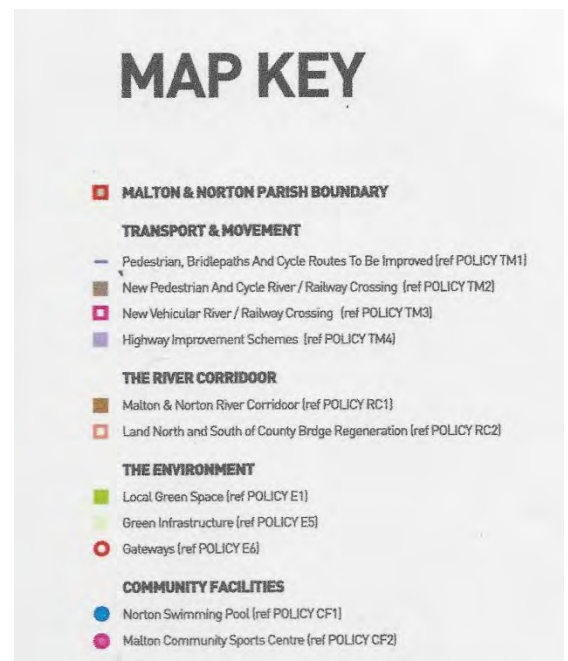 MAP KEY
MALTON & NORTON PARISH BOUNDARY
TRANSPORT & MOVEMENT
Pedestrian, Bridlepaths And Cycle Routes To Be Improved (ref POLICY TM1)
New Pedestrian And Cycle River / Railway Crossing (ref POLICY TM2)
New Vehicular River / Railway Crossing (ref POLICY TM3)
Highway Improvement Schemes (ref POLICY TM4)
THE RIVER CORRIDOOR
Malton & Norton River Corridor (ref POLICY RC1)
Land North and South of County Brdge Regeneration (ref POLICY RC2)
THE ENVIRONMENT
Local Green Space (ref POLICY E1)
Green Infrastructure (ref POLICY E5)
Gateways (ref POLICY E6)
COMMUNITY FACILITIES
Norton Swimming Pool (ref POLICY CF1)
Malton Community Sports Centre (ref POLICY CF2)